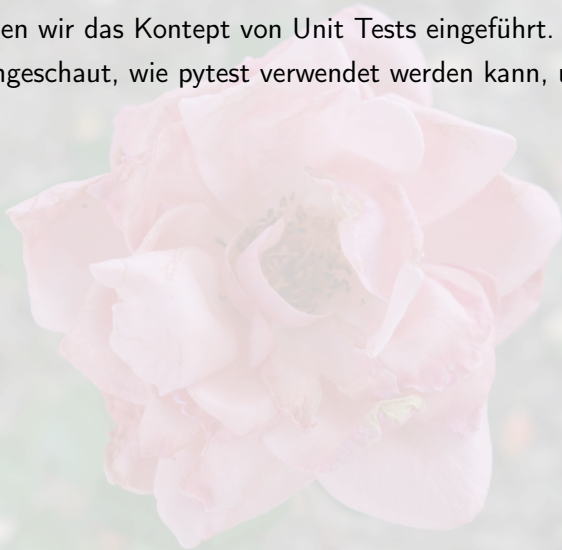 en wir das Kontept von Unit Tests eingeführt.
ngeschaut, wie pytest verwendet werden kann, u